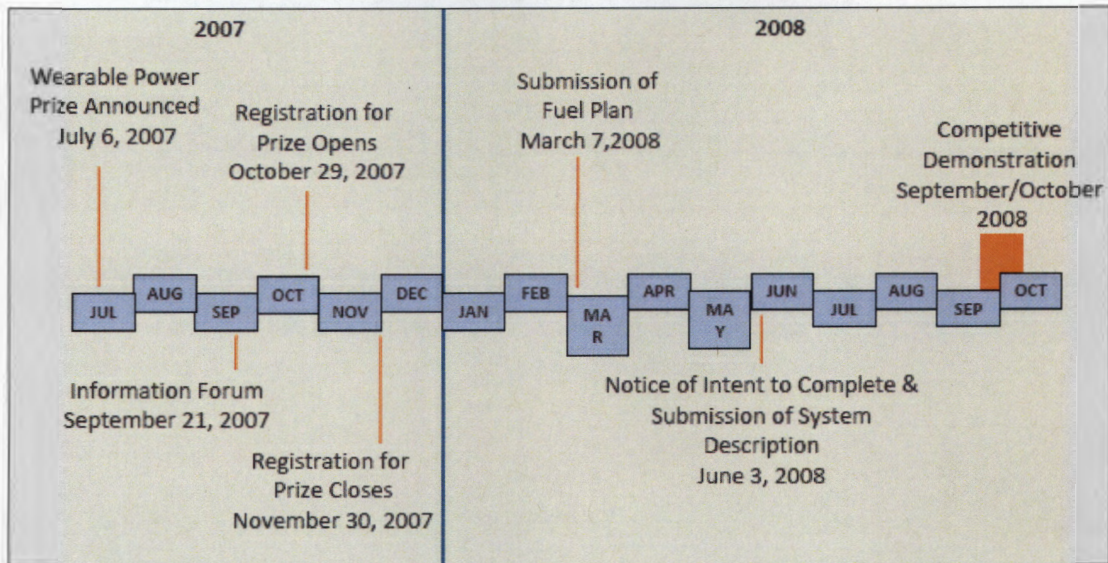 2007
2008
Wearable Power
Prize Announced
July 6, 2007
Registration for
Prize Opens
October 29, 2007
Submission of
Fuel Plan
March 7,2008
Competitive
Demonstration
September/October
2008
JUL
AUG
SEP
OCT
NOV
DEC
JAN
FEB
MA
R
APR
MA
Y
JUN
JUL
AUG
SEP
OCT
Information Forum
September 21, 2007
Registration for
Prize Closes
November 30, 2007
Notice of Intent to Complete &
Submission of System
Description
June 3, 2008